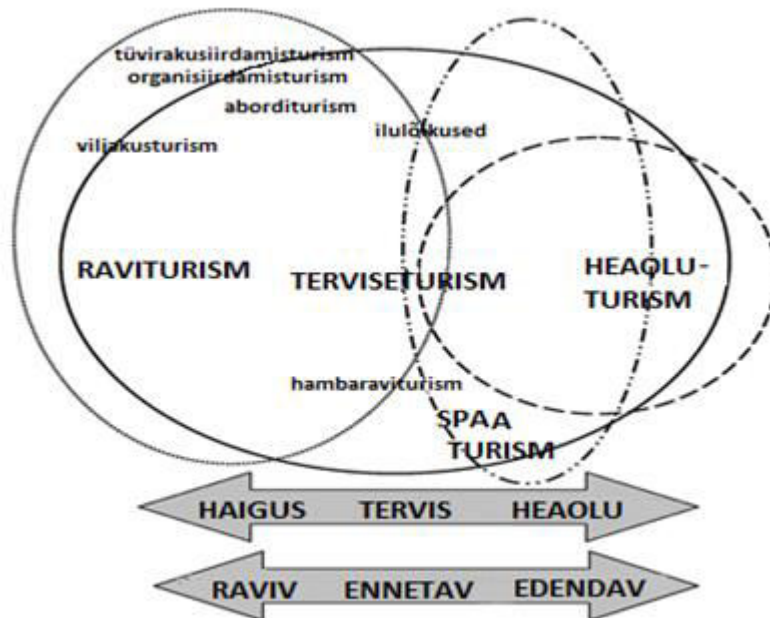 tüvirakusiirdamisturism
organisiirdamisturism
aborditurism
ilulõikused
viljakusturism
RAVITURISM
TERVISETURISM
HEAOLU-
TURISM
hambaraviturism
SPAA
TURISM
HAIGUS TERVIS HEAOLU
RAVIV ENNETAV EDENDAV